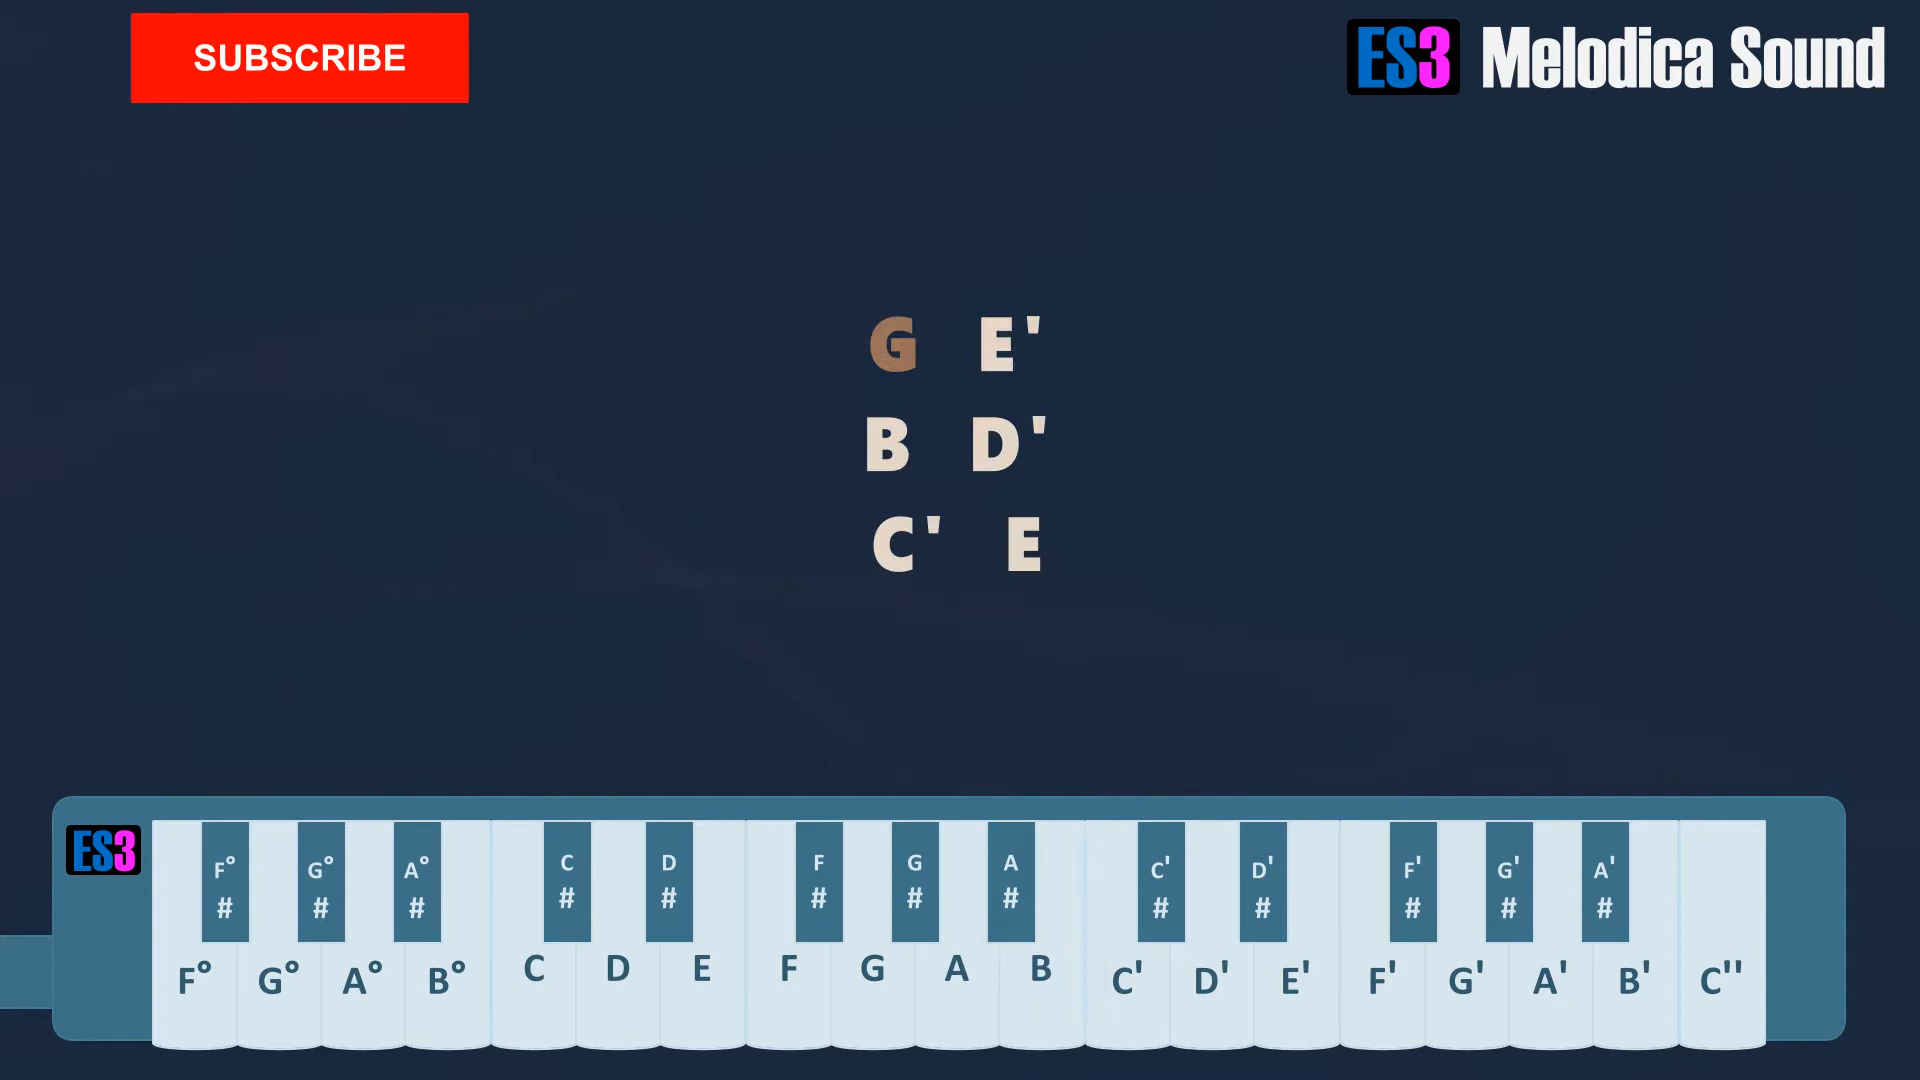 SUBSCRIBE
ES3 Melodica Sound
G E'
B D'
C' E
ES3
F° G° A° C D F G A C' D' F' G' A'
# # # # # # # # # # # # #
F° G° A° B° C D E F G A B C' D' E' F' G' A' B' C''